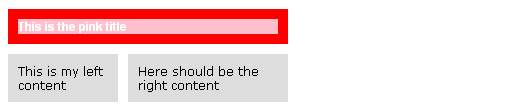 This is the pink title
This is my left
content
Here should be the
right content